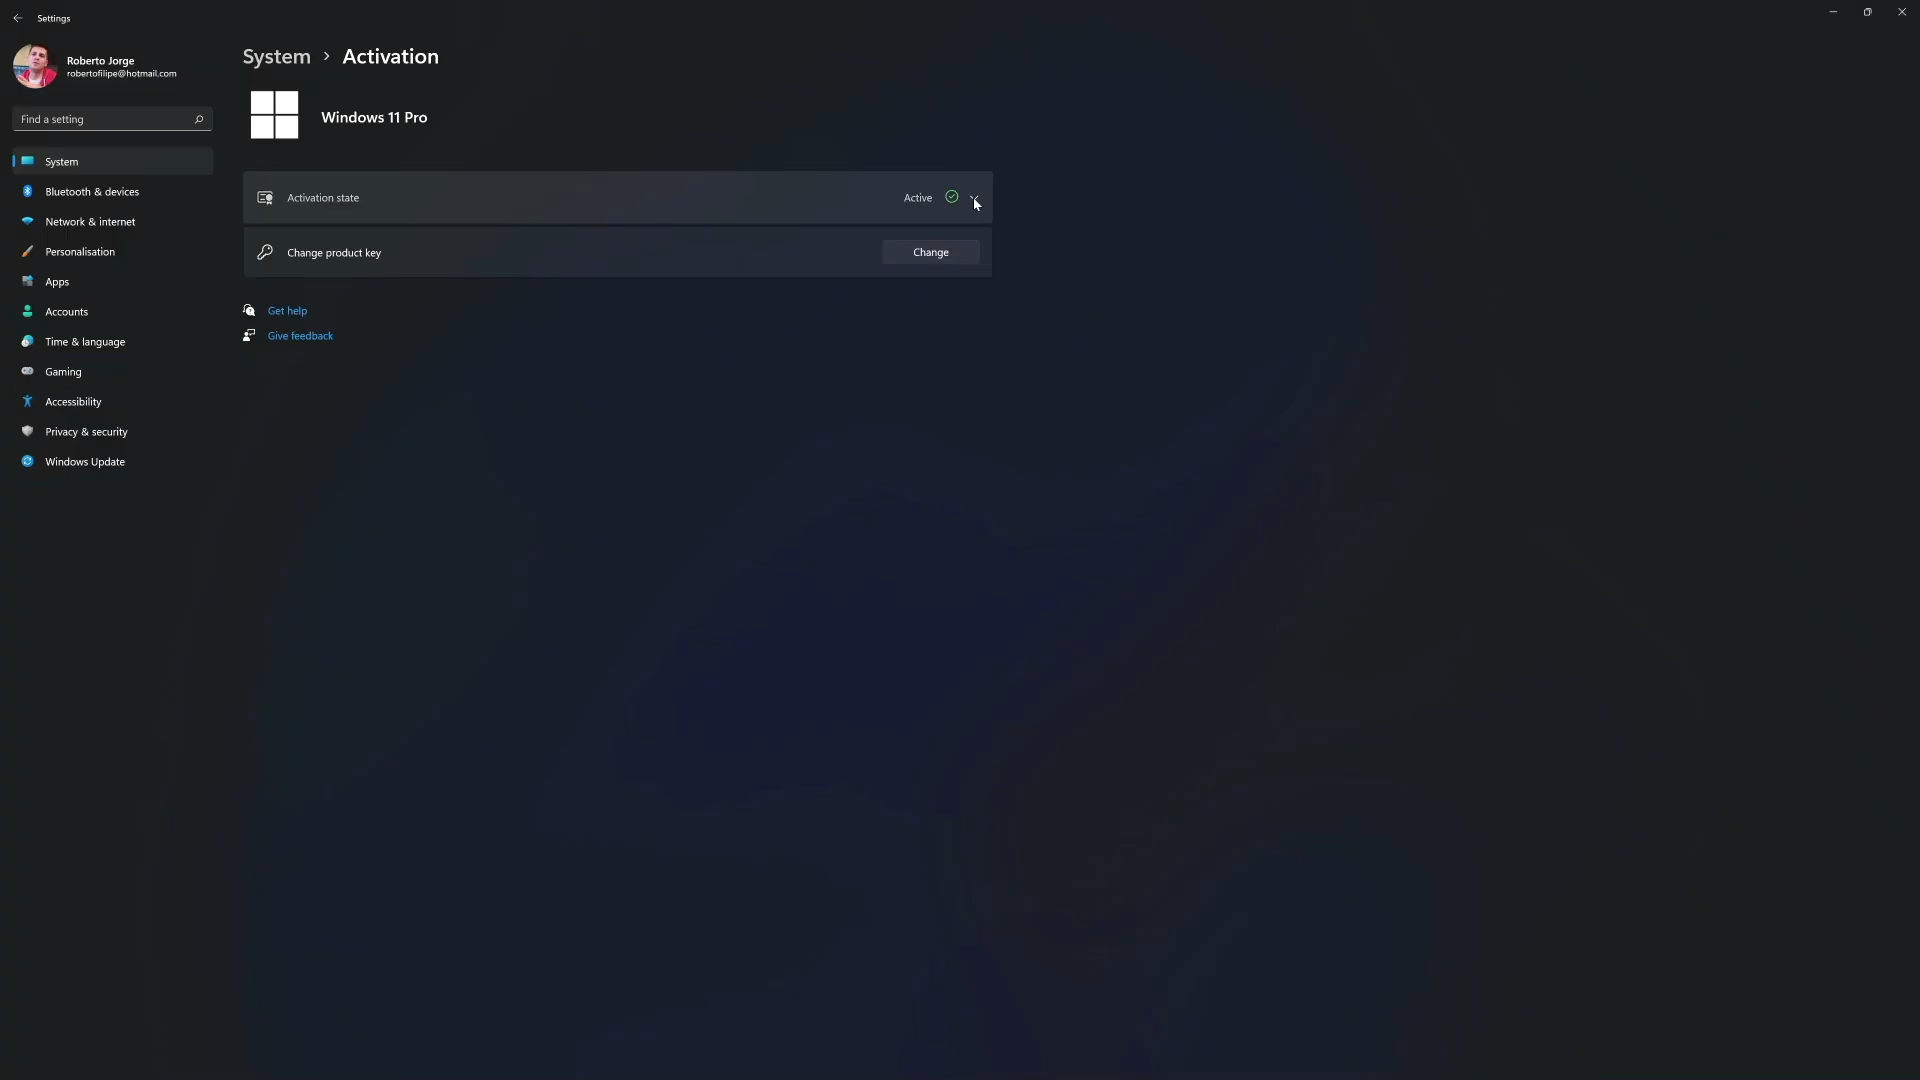 Settings
Roberto Jorge
robertofilipe@hotmail.com
Find a setting
System
Bluetooth & devices
Network & internet
Personalisation
Apps
Accounts
Time & language
Gaming
Accessibility
Privacy & security
Windows Update
System › Activation
Windows 11 Pro
Activation state Active
Change product key Change
Get help
Give feedback